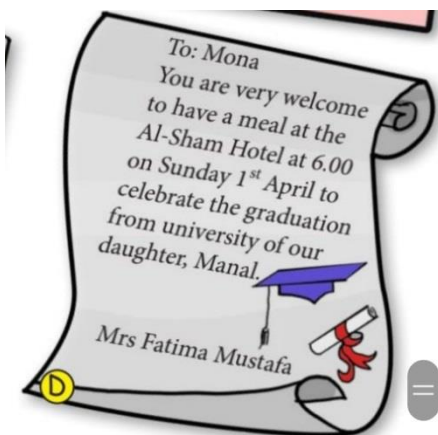 To: Mona
You are very welcome
to have a meal at the
Al-Sham Hotel at 6.00
on Sunday 1st April to
celebrate the graduation
from university of our
daughter, Manal.
Mrs Fatima Mustafa
D